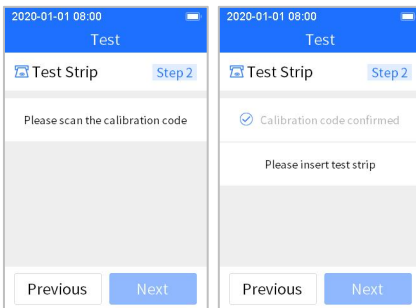 2020-01-01 08:00
Test
Test Strip
Step 2
Please scan the calibration code
Previous
Next
2020-01-01 08:00
Test
Test Strip
Step 2
Calibration code confirmed
Please insert test strip
Previous
Next